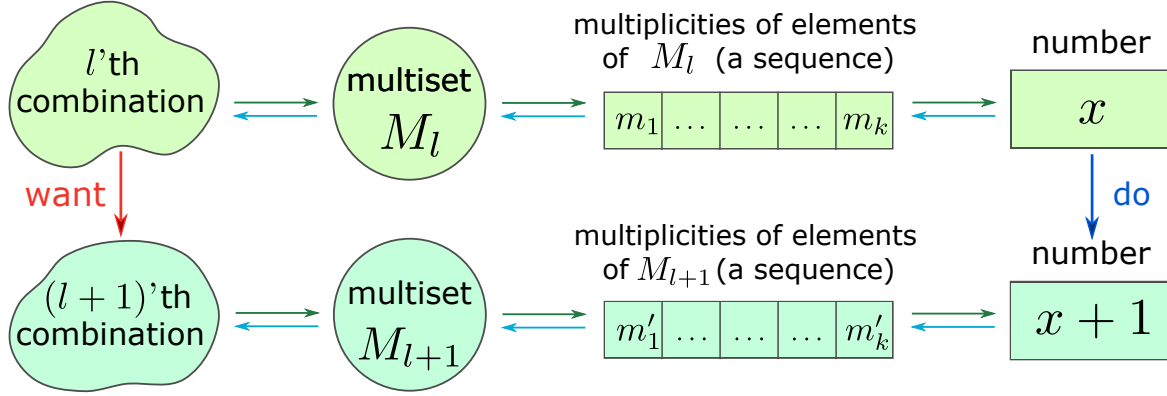 l'th
combination
multiset
M_l
multiplicities of elements
of M_l (a sequence)
m_1 … … … m_k
number
x
want
do
(l + 1)'th
combination
multiset
M_{l+1}
multiplicities of elements
of M_{l+1} (a sequence)
m'_1 … … … m'_k
number
x + 1